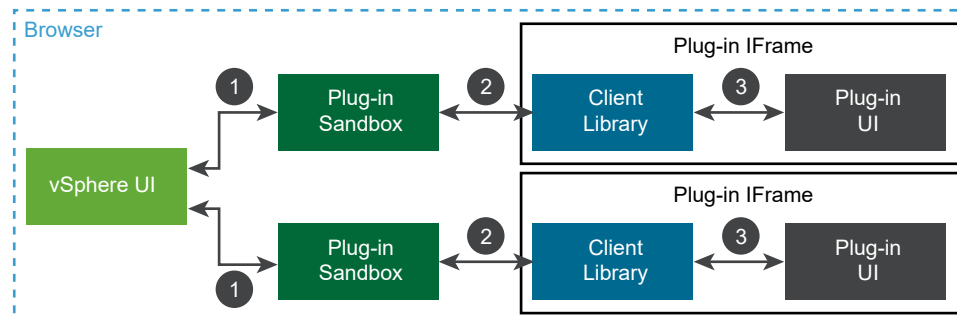 Browser
Plug-in IFrame
1
Plug-in
Sandbox
2
Client
Library
3
Plug-in
UI
vSphere UI
Plug-in IFrame
1
Plug-in
Sandbox
2
Client
Library
3
Plug-in
UI